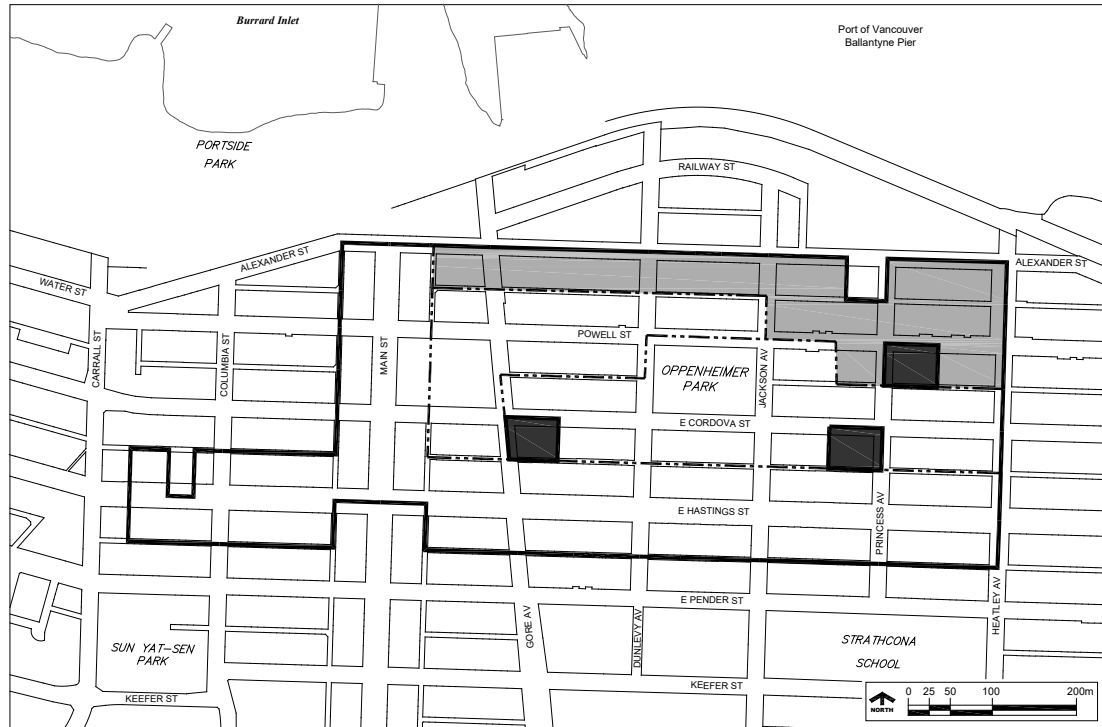 Burrard Inlet
Port of Vancouver
Ballantyne Pier
PORTSIDE
PARK
RAILWAY ST
ALEXANDER ST
ALEXANDER ST
WATER ST
CARRALL ST
COLUMBIA ST
MAIN ST
POWELL ST
OPPENHEIMER
PARK
JACKSON AV
E CORDOVA ST
E HASTINGS ST
PRINCESS AV
E PENDER ST
GORE AV
DUNLEVY AV
HEATLEY AV
SUN YAT-SEN
PARK
STRATHCONA
SCHOOL
KEEFER ST
KEEFER ST
NORTH
0 25 50 100 200m